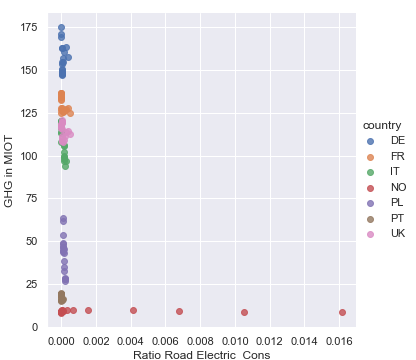 175
150
125
100
75
50
25
0
GHG in MIOT
0.000 0.002 0.004 0.006 0.008 0.010 0.012 0.014 0.016
Ratio Road Electric  Cons
country
DE
FR
IT
NO
PL
PT
UK